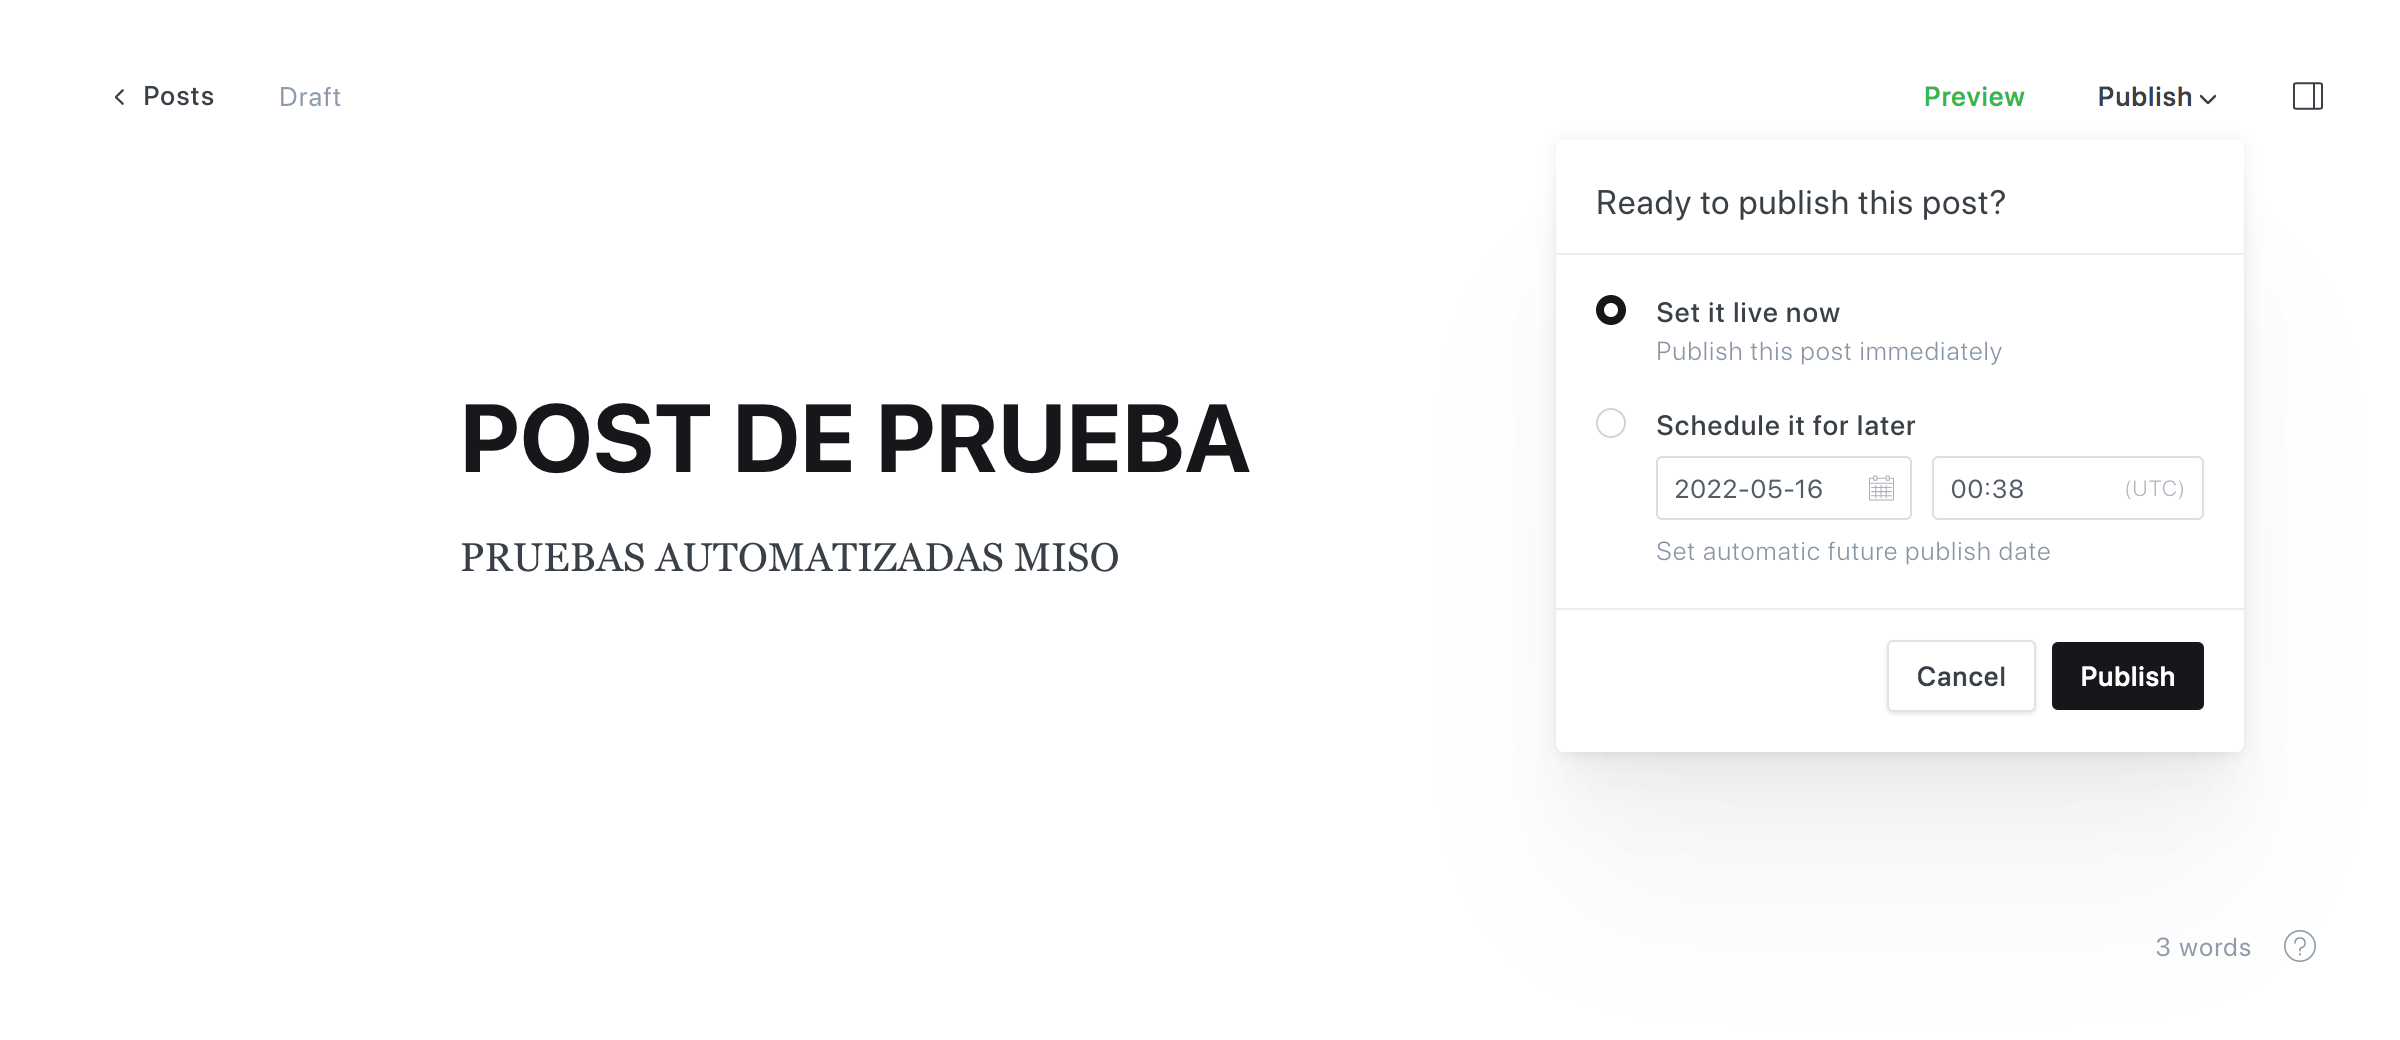 Posts
Draft
Preview
Publish
Ready to publish this post?
Set it live now
Publish this post immediately
Schedule it for later
2022-05-16
00:38
(UTC)
Set automatic future publish date
Cancel
Publish
POST DE PRUEBA
PRUEBAS AUTOMATIZADAS MISO
3 words
?